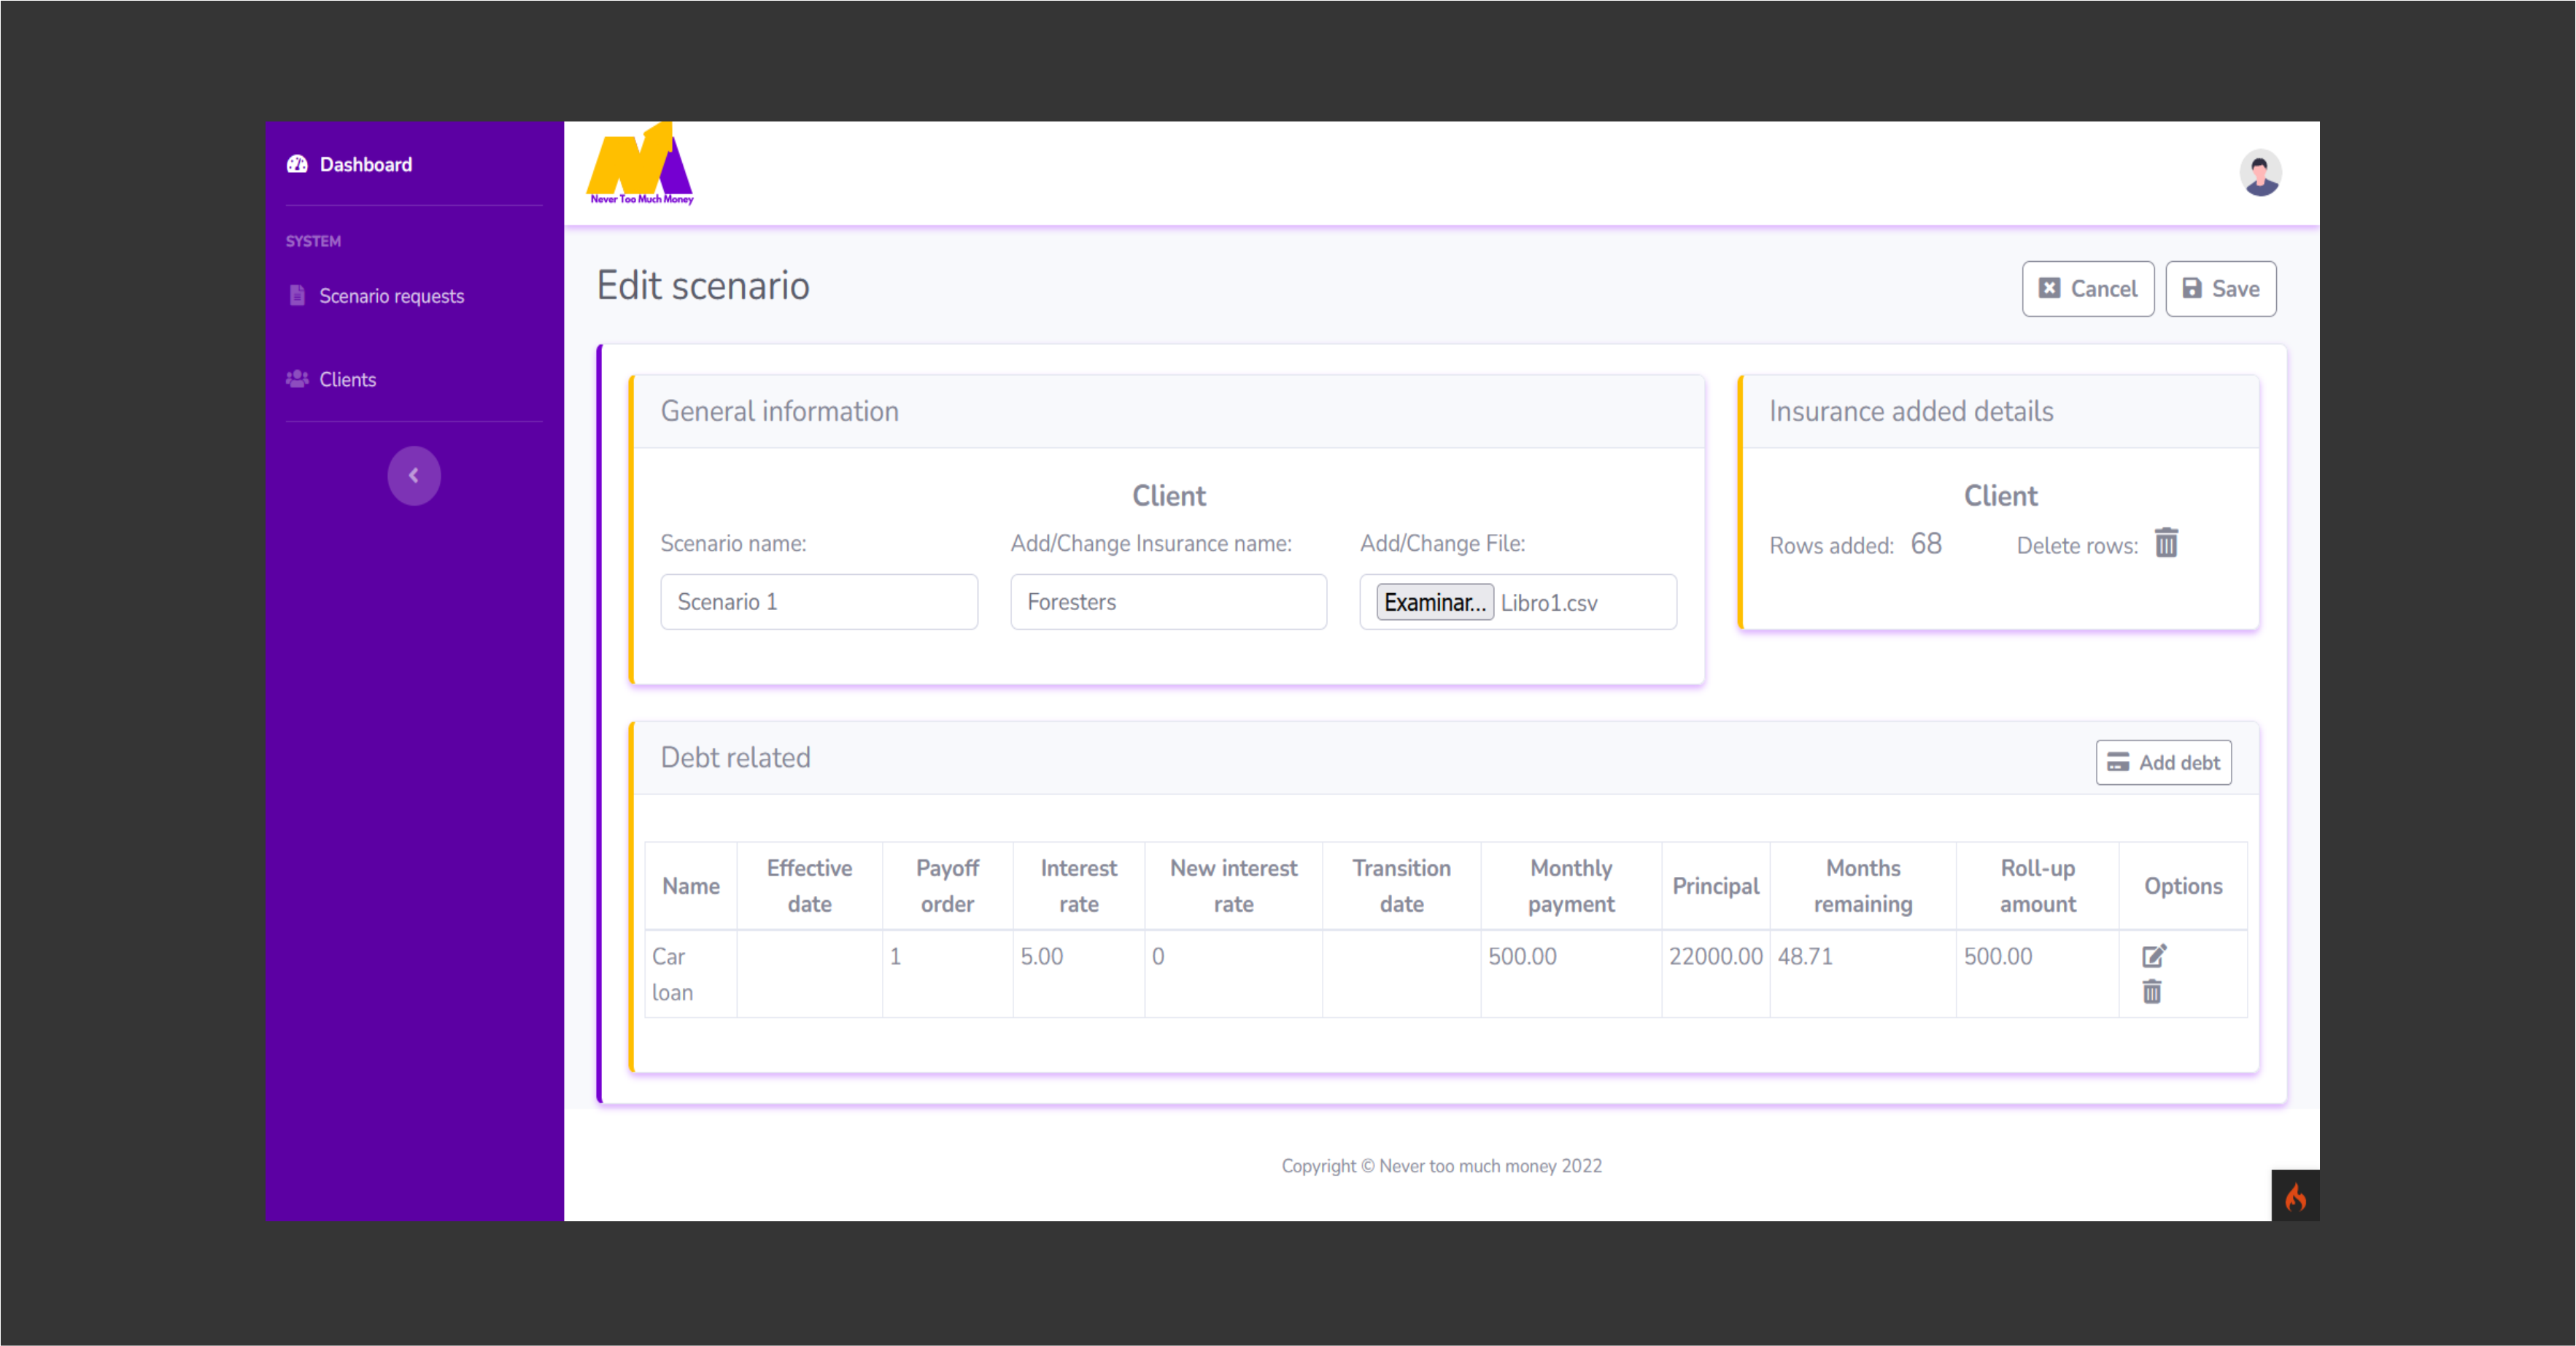 Dashboard
SYSTEM
Scenario requests
Clients
Never Too Much Money
Edit scenario
Cancel
Save
General information
Client
Scenario name:
Add/Change Insurance name:
Add/Change File:
Scenario 1
Foresters
Examinar... Libro1.csv
Insurance added details
Client
Rows added: 68
Delete rows:
Debt related
Add debt
Name
Effective
date
Payoff
order
Interest
rate
New interest
rate
Transition
date
Monthly
payment
Principal
Months
remaining
Roll-up
amount
Options
Car
loan
1
5.00
0
500.00
22000.00
48.71
500.00
Copyright © Never too much money 2022